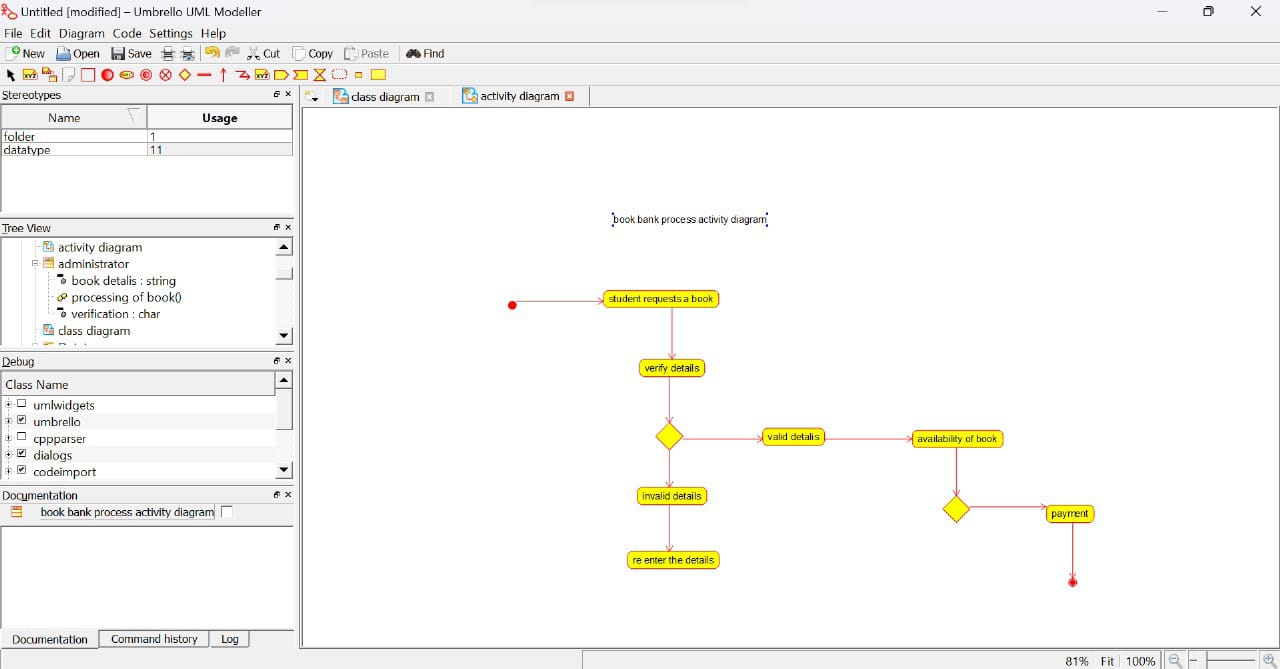 Untitled [modified] – Umbrello UML Modeller
File Edit Diagram Code Settings Help
New Open Save Cut Copy Paste Find
Stereotypes
Name Usage
folder 1
datatype 11
Tree View
activity diagram
administrator
book detalis : string
processing of book()
verification : char
class diagram
Debug
Class Name
umlwidgets
umbrello
cppparser
dialogs
codeimport
Documentation
book bank process activity diagram
Documentation Command history Log
class diagram activity diagram
book bank process activity diagram
student requests a book
verify details
valid detalis
availability of book
invalid details
payment
re enter the details
81% Fit 100%